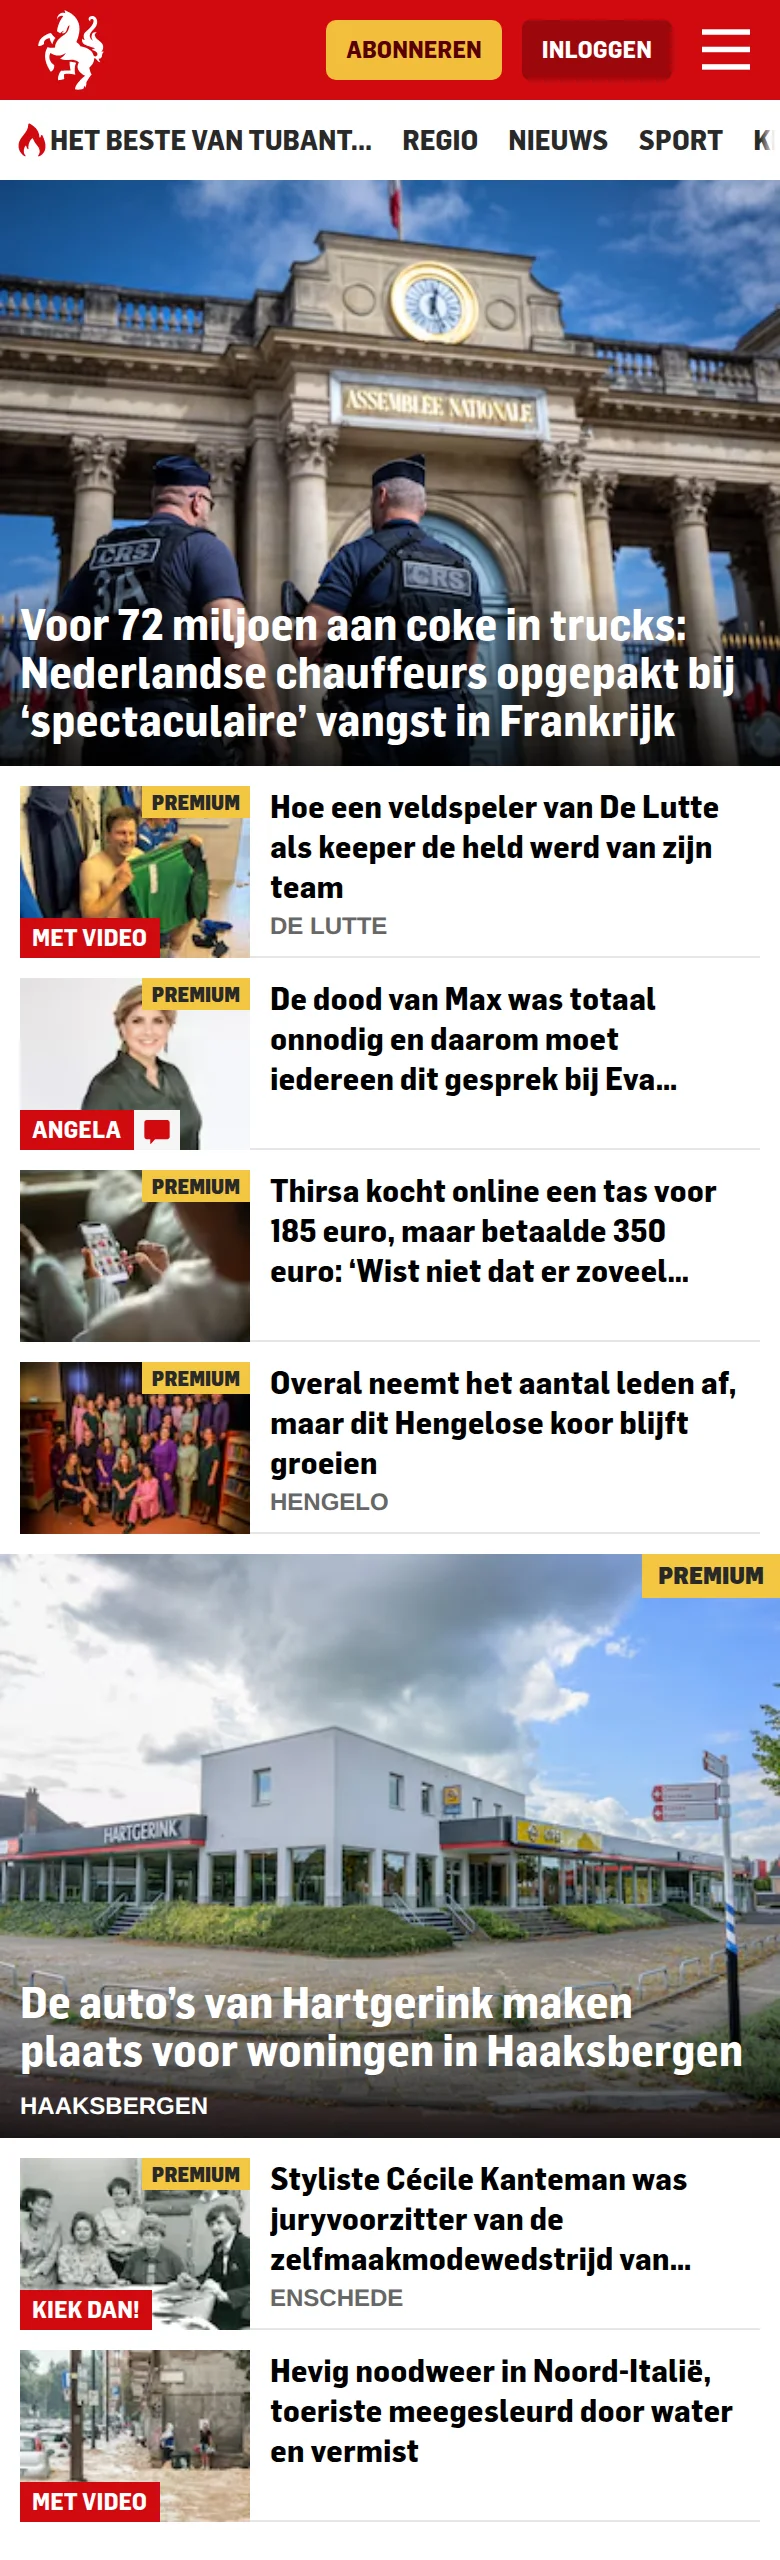 ABONNEREN
INLOGGEN
HET BESTE VAN TUBANT...
REGIO
NIEUWS
SPORT
ASSEMBLEE NATIONALE
CRS
3A
CRS
Voor 72 miljoen aan coke in trucks:
Nederlandse chauffeurs opgepakt bij
‘spectaculaire’ vangst in Frankrijk
PREMIUM
MET VIDEO
Hoe een veldspeler van De Lutte
als keeper de held werd van zijn
team
DE LUTTE
PREMIUM
ANGELA
De dood van Max was totaal
onnodig en daarom moet
iedereen dit gesprek bij Eva...
PREMIUM
Thirsa kocht online een tas voor
185 euro, maar betaalde 350
euro: ‘Wist niet dat er zoveel...
PREMIUM
Overal neemt het aantal leden af,
maar dit Hengelose koor blijft
groeien
HENGELO
PREMIUM
HARTGERINK
De auto’s van Hartgerink maken
plaats voor woningen in Haaksbergen
HAAKSBERGEN
PREMIUM
KIEK DAN!
Styliste Cécile Kanteman was
juryvoorzitter van de
zelfmaakmodewedstrijd van...
ENSCHEDE
MET VIDEO
Hevig noodweer in Noord-Italië,
toeriste meegesleurd door water
en vermist